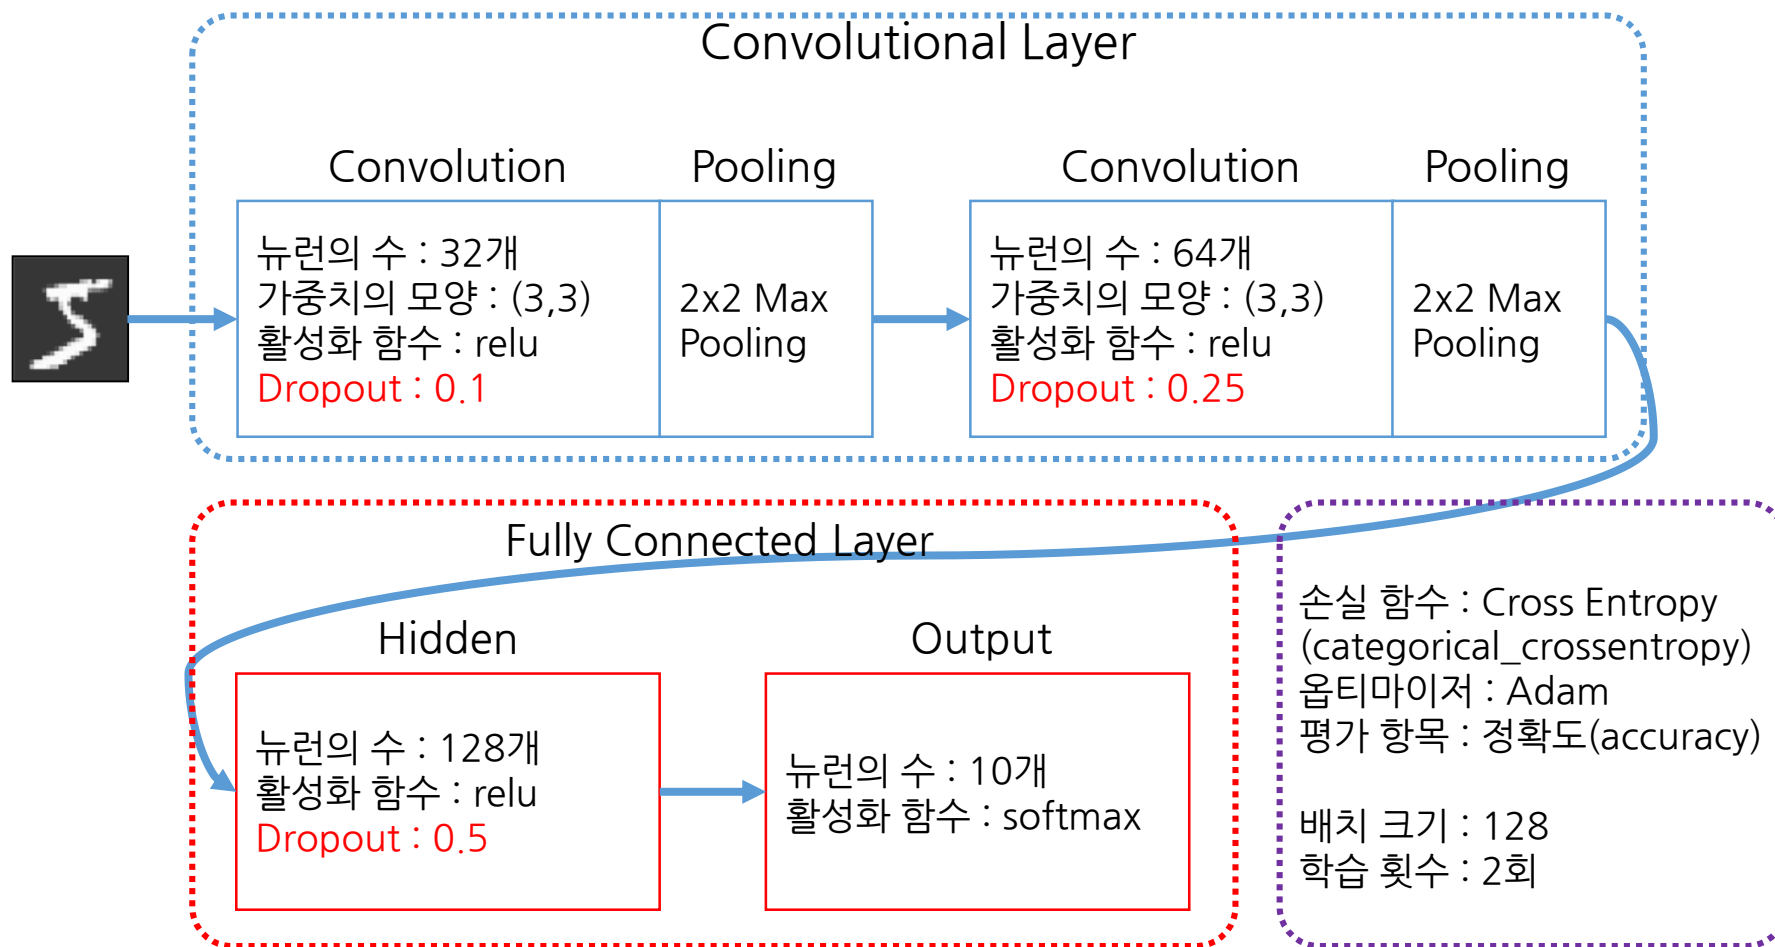 Convolutional Layer
Convolution
Pooling
뉴런의 수 : 32개
가중치의 모양 : (3,3)
활성화 함수 : relu
Dropout : 0.1
2x2 Max
Pooling
Convolution
Pooling
뉴런의 수 : 64개
가중치의 모양 : (3,3)
활성화 함수 : relu
Dropout : 0.25
2x2 Max
Pooling
Fully Connected Layer
Hidden
뉴런의 수 : 128개
활성화 함수 : relu
Dropout : 0.5
Output
뉴런의 수 : 10개
활성화 함수 : softmax
손실 함수 : Cross Entropy
(categorical_crossentropy)
옵티마이저 : Adam
평가 항목 : 정확도(accuracy)
배치 크기 : 128
학습 횟수 : 2회
5